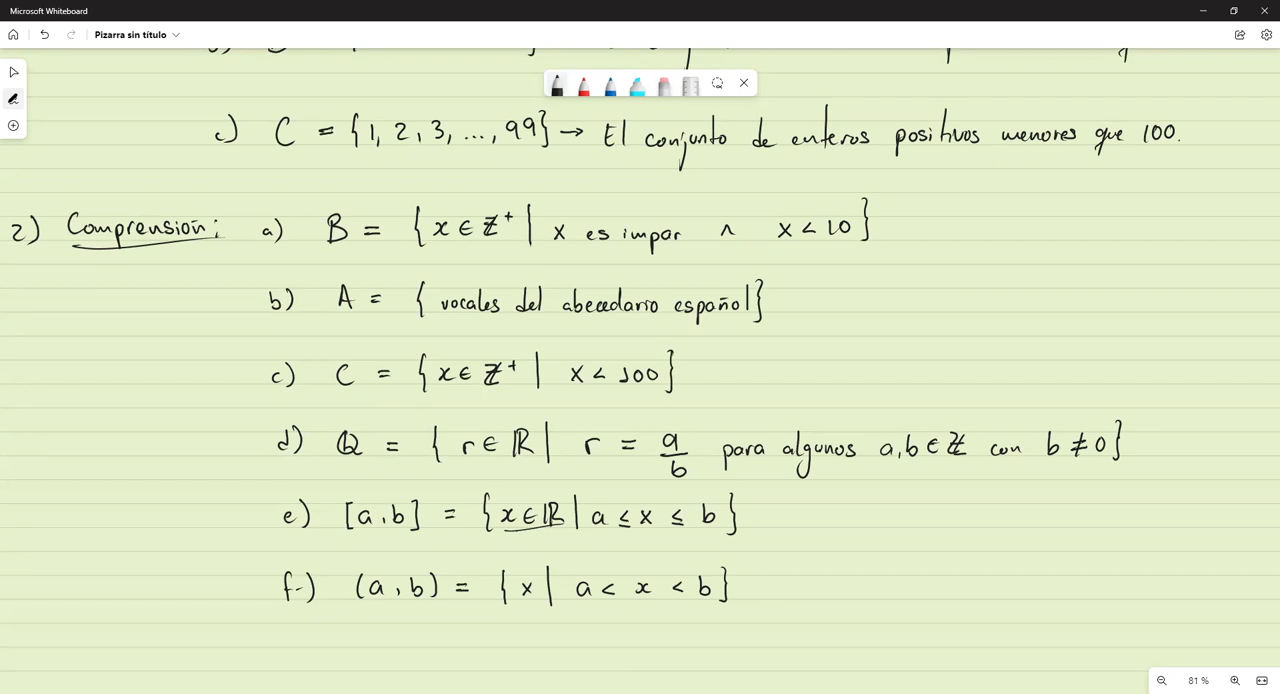 Microsoft Whiteboard
Pizarra sin título
c) C = {1, 2, 3, ..., 99} → El conjunto de enteros positivos menores que 100.
2) Comprensión: a) B = {x ∈ ℤ⁺ | x es impar ∧ x < 10}
b) A = {vocales del abecedario español}
c) C = {x ∈ ℤ⁺ | x < 100}
d) ℚ = {r ∈ ℝ | r = a/b para algunos a, b ∈ ℤ con b ≠ 0}
e) [a, b] = {x ∈ ℝ | a ≤ x ≤ b}
f-) (a, b) = {x | a < x < b}
81 %